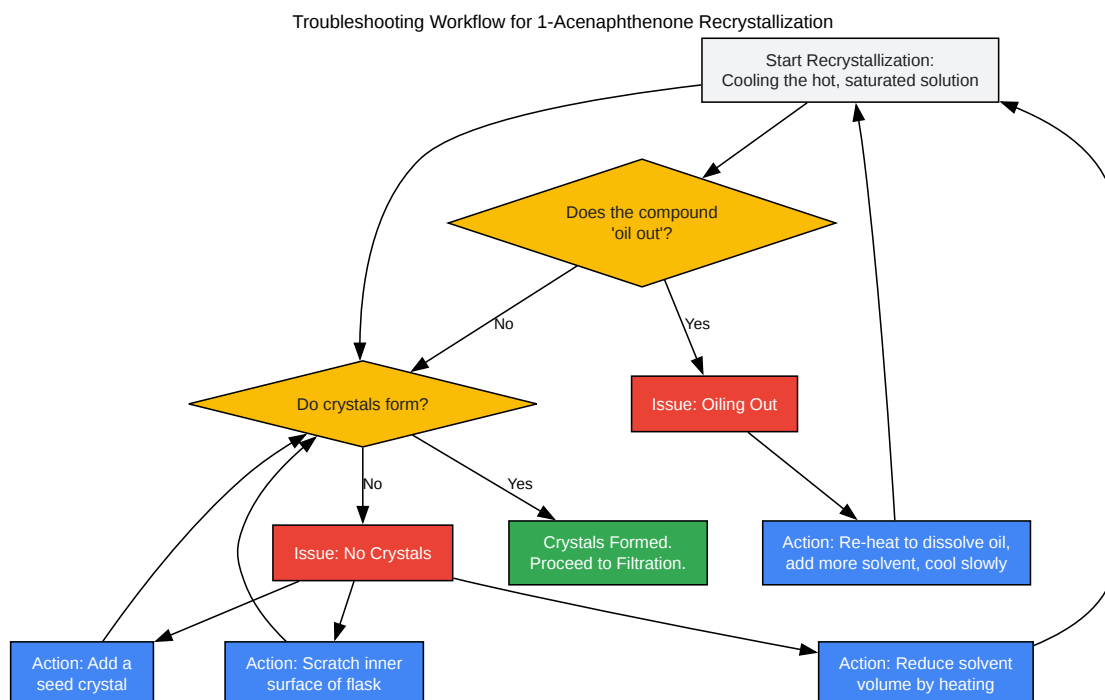 Troubleshooting Workflow for 1-Acenaphthenone Recrystallization
Start Recrystallization:
Cooling the hot, saturated solution
Does the compound
'oil out'?
No
Yes
Do crystals form?
Issue: Oiling Out
No
Yes
Issue: No Crystals
Crystals Formed.
Proceed to Filtration.
Action: Re-heat to dissolve oil,
add more solvent, cool slowly
Action: Add a
seed crystal
Action: Scratch inner
surface of flask
Action: Reduce solvent
volume by heating